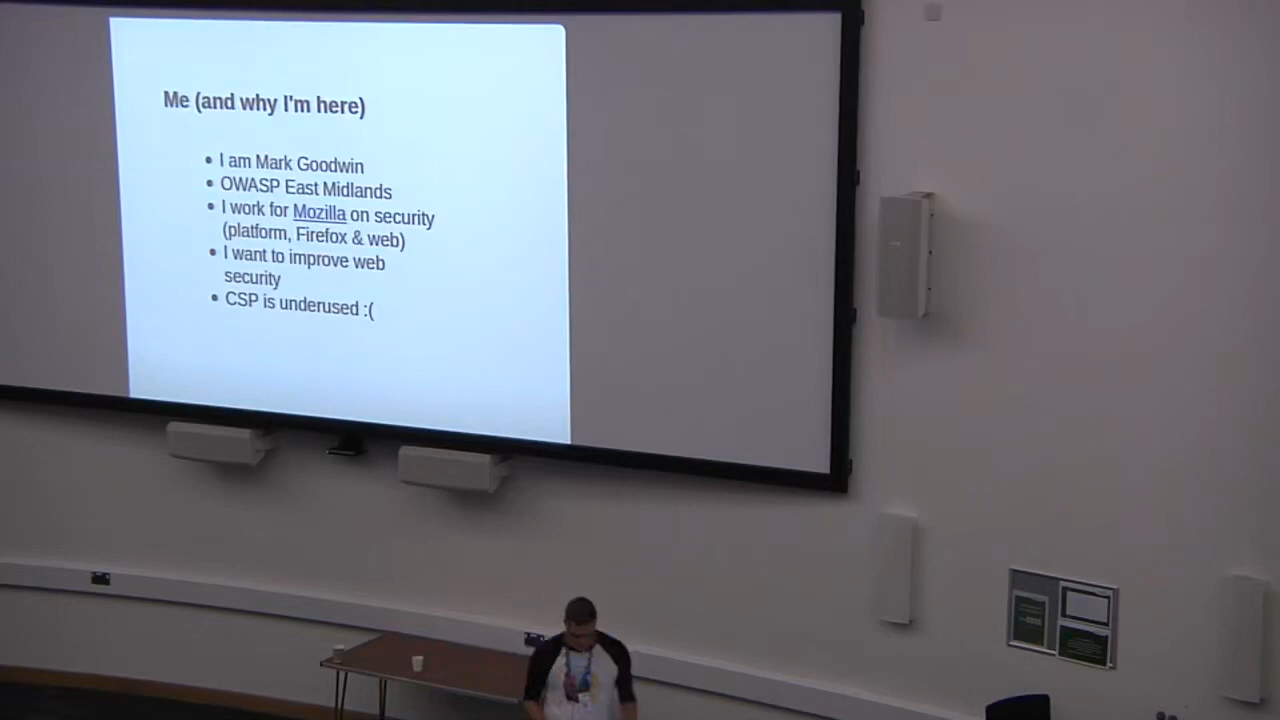 Me (and why I'm here)
• I am Mark Goodwin
• OWASP East Midlands
• I work for Mozilla on security
(platform, Firefox & web)
• I want to improve web
security
• CSP is underused :(